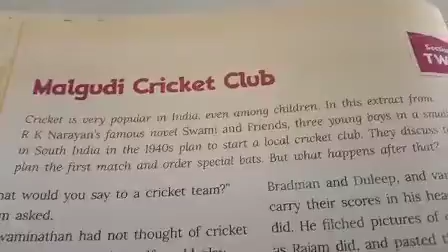 Section
TW
Malgudi Cricket Club
Cricket is very popular in India, even among children. In this extract from
R K Narayan's famous novel Swami and Friends, three young boys in a small
in South India in the 1940s plan to start a local cricket club. They discuss
plan the first match and order special bats. But what happens after that?
hat would you say to a cricket team?"
m asked.
waminathan had not thought of cricket
Bradman and Duleep, and
carry their scores in his
did. He filched pictures of
as Rajam did, and pasted